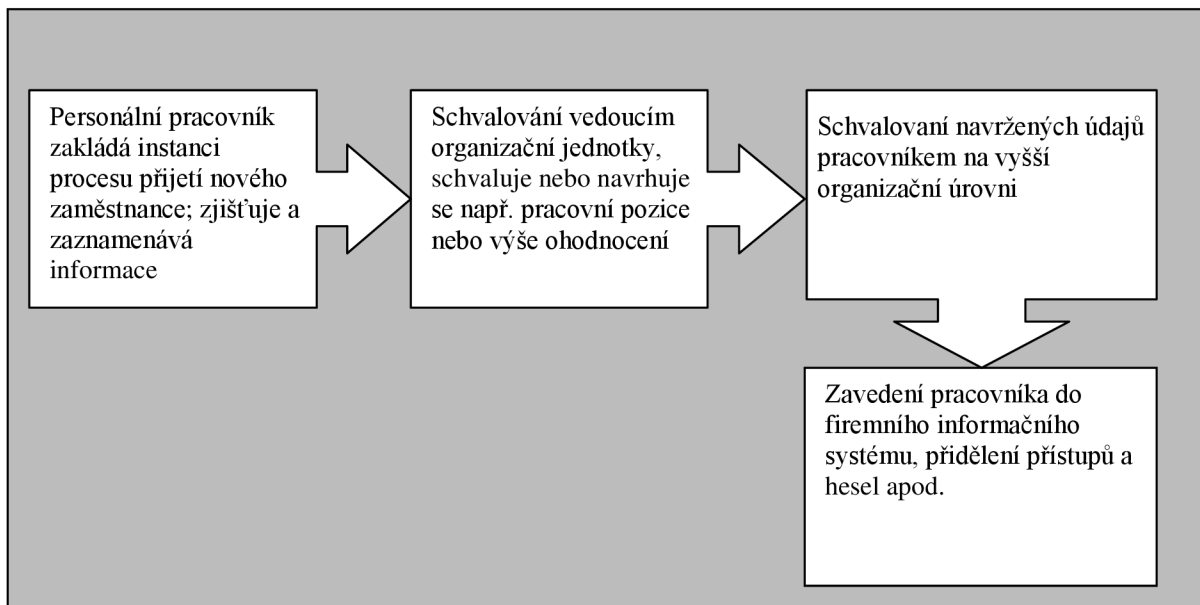 Personální pracovník
zakládá instanci
procesu přijetí nového
zaměstnance; zjišťuje a
zaznamenává
informace
Schvalování vedoucím
organizační jednotky,
schvaluje nebo navrhuje
se např. pracovní pozice
nebo výše ohodnocení
Schvalovaní navržených údajů
pracovníkem na vyšší
organizační úrovni
Zavedení pracovníka do
firemního informačního
systému, přidělení přístupů a
hesel apod.